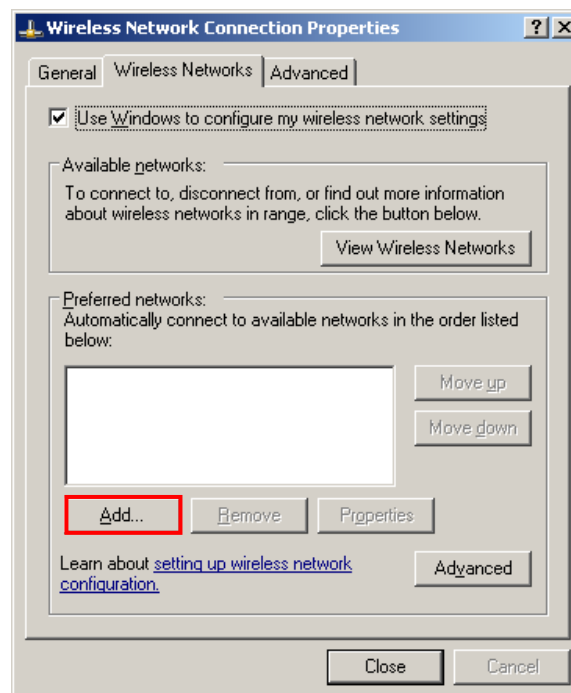 Wireless Network Connection Properties
General Wireless Networks Advanced
Use Windows to configure my wireless network settings
Available networks:
To connect to, disconnect from, or find out more information
about wireless networks in range, click the button below.
View Wireless Networks
Preferred networks:
Automatically connect to available networks in the order listed
below:
Move up
Move down
Add... Remove Properties
Learn about setting up wireless network
configuration.
Advanced
Close Cancel